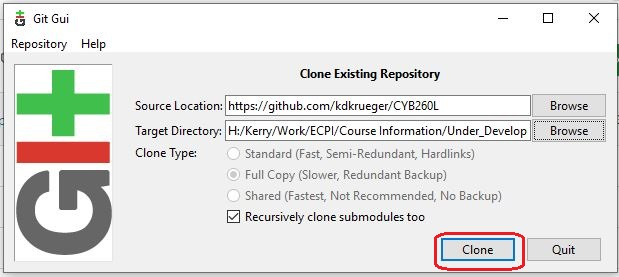 Git Gui
Repository Help
Clone Existing Repository
Source Location: https://github.com/kdkrueger/CYB260L Browse
Target Directory: H:/Kerry/Work/ECPI/Course Information/Under_Develop Browse
Clone Type: Standard (Fast, Semi-Redundant, Hardlinks)
Full Copy (Slower, Redundant Backup)
Shared (Fastest, Not Recommended, No Backup)
Recursively clone submodules too
Clone Quit
Git